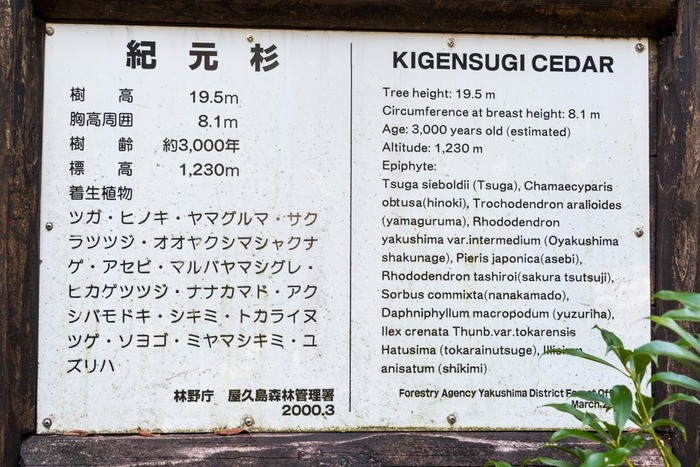 紀元杉
樹高 19.5m
胸高周囲 8.1m
樹齢 約3,000年
標高 1,230m
着生植物
ツガ・ヒノキ・ヤマグルマ・サク
ラツツジ・オオヤクシマシャクナ
ゲ・アセビ・マルバヤマシグレ・
ヒカゲツツジ・ナナカマド・アク
シバモドキ・シキミ・トカライヌ
ツゲ・ソヨゴ・ミヤマシキミ・ユ
ズリハ
林野庁 屋久島森林管理署
2000.3
KIGENSUGI CEDAR
Tree height: 19.5 m
Circumference at breast height: 8.1 m
Age: 3,000 years old (estimated)
Altitude: 1,230 m
Epiphyte:
Tsuga sieboldii (Tsuga), Chamaecyparis
obtusa(hinoki), Trochodendron aralioides
(yamaguruma), Rhododendron
yakushima var.intermedium (Oyakushima
shakunage), Pieris japonica(asebi),
Rhododendron tashiroi(sakura tsutsuji),
Sorbus commixta(nanakamado),
Daphniphyllum macropodum (yuzuriha),
Ilex crenata Thunb.var.tokarensis
Hatusima (tokarainutsuge),
anisatum (shikimi)
Forestry Agency Yakushima District
March.